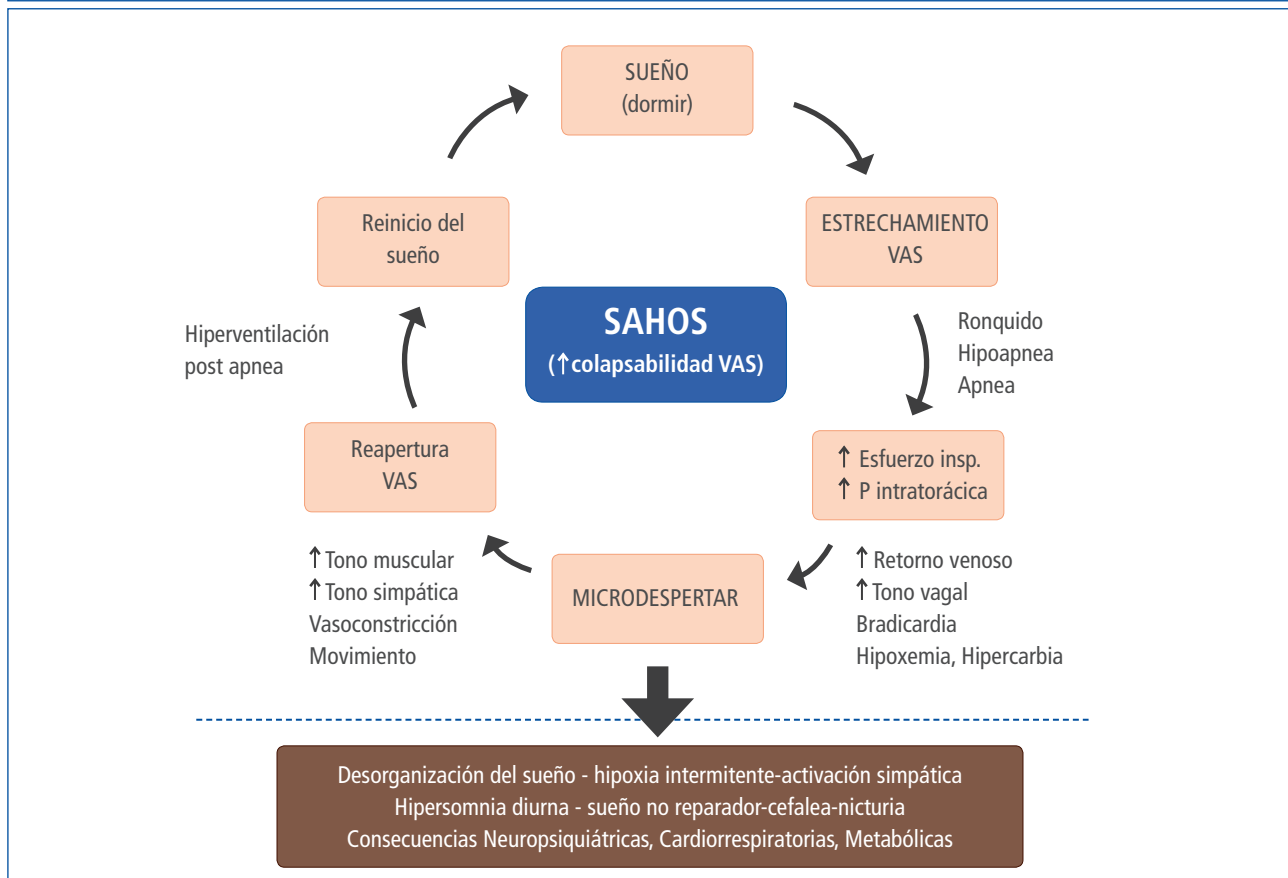 SUEÑO
(dormir)
ESTRECHAMIENTO
VAS
Ronquido
Hipoapnea
Apnea
↑ Esfuerzo insp.
↑ P intratorácica
↑ Retorno venoso
↑ Tono vagal
Bradicardia
Hipoxemia, Hipercarbia
MICRODESPERTAR
↑ Tono muscular
↑ Tono simpática
Vasoconstricción
Movimiento
Reapertura
VAS
Hiperventilación
post apnea
Reinicio del
sueño
SAHOS
(↑colapsabilidad VAS)
Desorganización del sueño - hipoxia intermitente-activación simpática
Hipersomnia diurna - sueño no reparador-cefalea-nicturia
Consecuencias Neuropsiquiátricas, Cardiorrespiratorias, Metabólicas